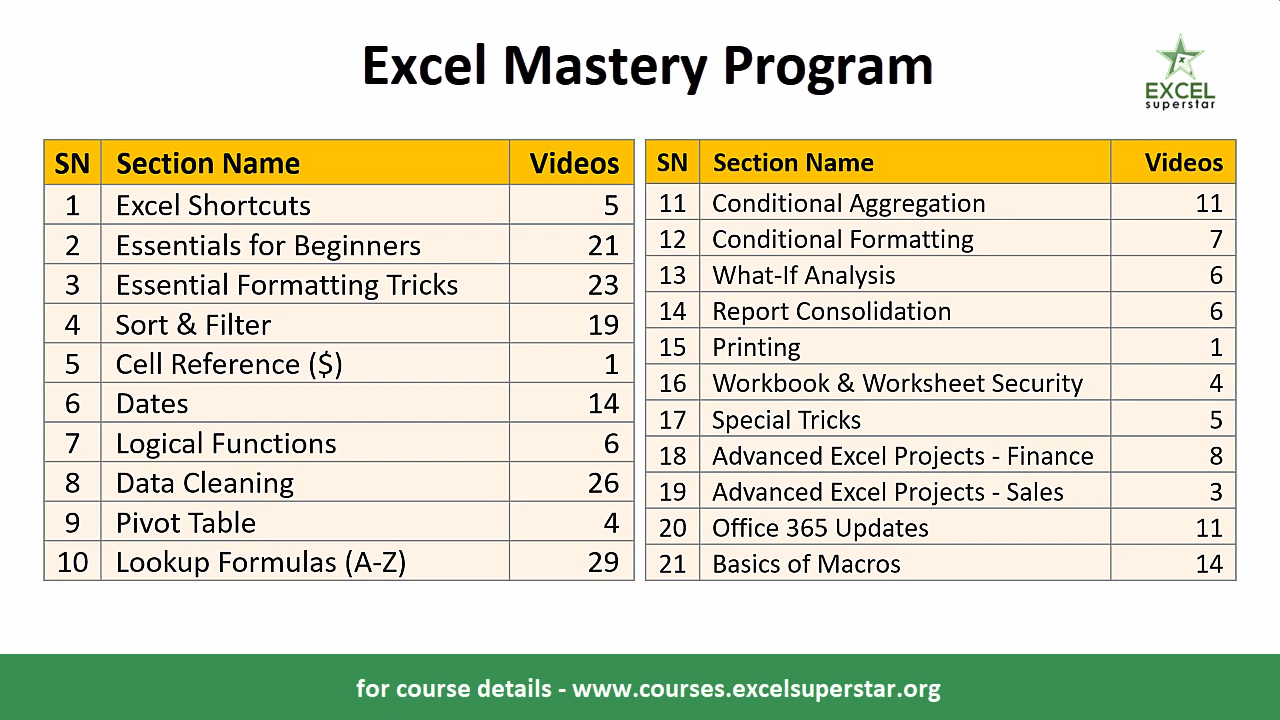 Excel Mastery Program
EXCEL
superstar
SN Section Name Videos
1 Excel Shortcuts 5
2 Essentials for Beginners 21
3 Essential Formatting Tricks 23
4 Sort & Filter 19
5 Cell Reference ($) 1
6 Dates 14
7 Logical Functions 6
8 Data Cleaning 26
9 Pivot Table 4
10 Lookup Formulas (A-Z) 29
SN Section Name Videos
11 Conditional Aggregation 11
12 Conditional Formatting 7
13 What-If Analysis 6
14 Report Consolidation 6
15 Printing 1
16 Workbook & Worksheet Security 4
17 Special Tricks 5
18 Advanced Excel Projects - Finance 8
19 Advanced Excel Projects - Sales 3
20 Office 365 Updates 11
21 Basics of Macros 14
for course details - www.courses.excelsuperstar.org